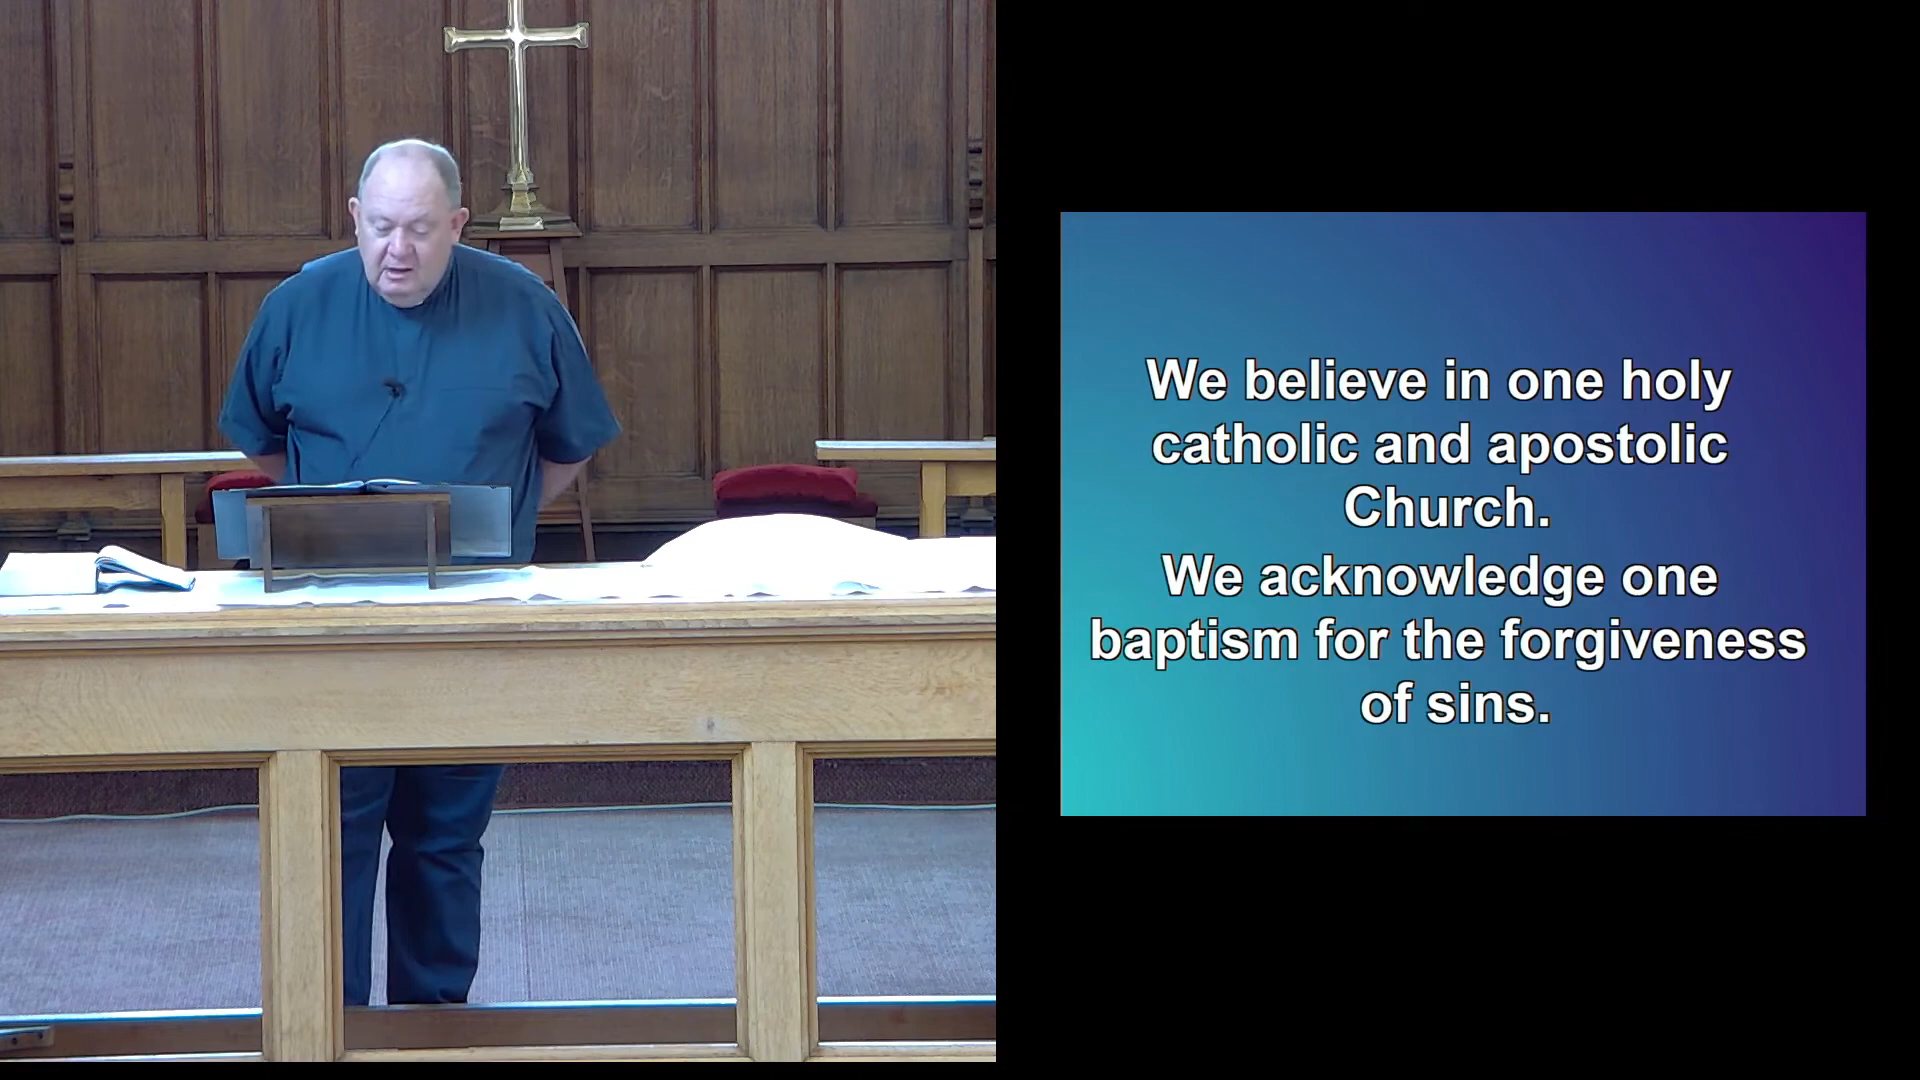 We believe in one holy
catholic and apostolic
Church.
We acknowledge one
baptism for the forgiveness
of sins.